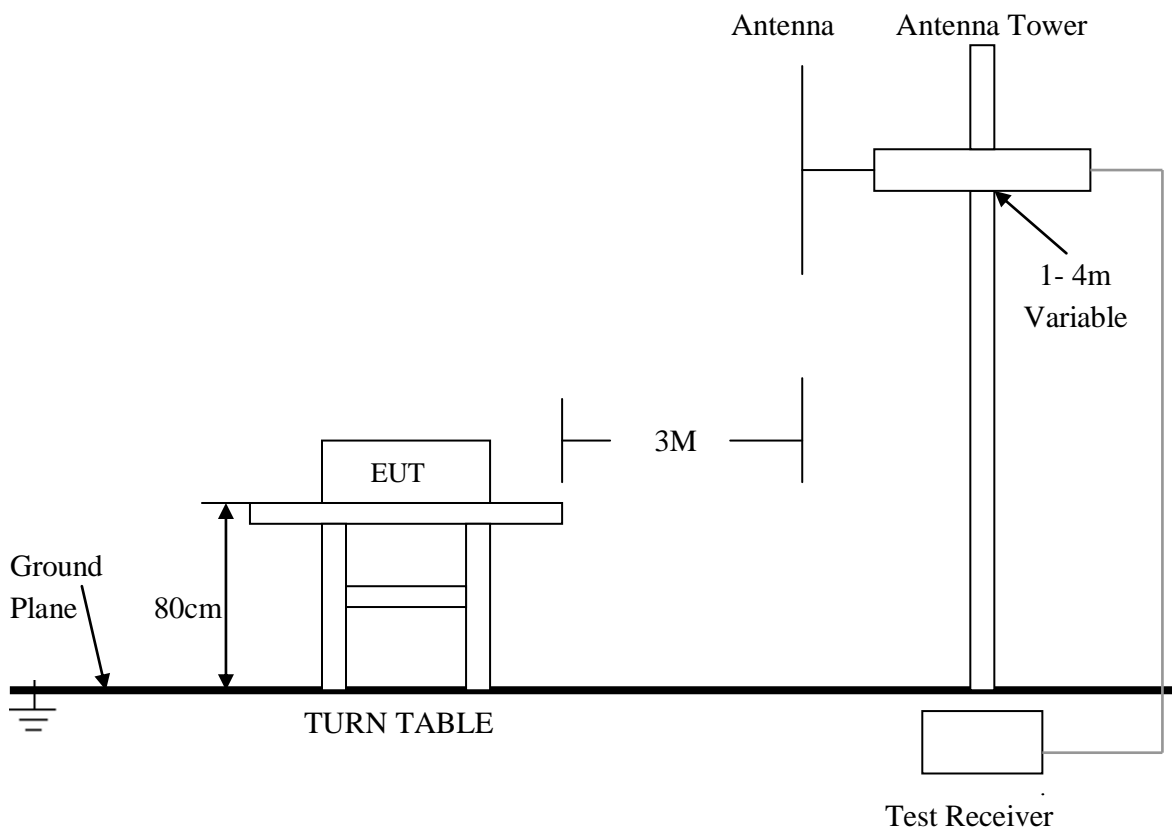 Antenna
Antenna Tower
1- 4m
Variable
3M
EUT
Ground
Plane
80cm
TURN TABLE
Test Receiver